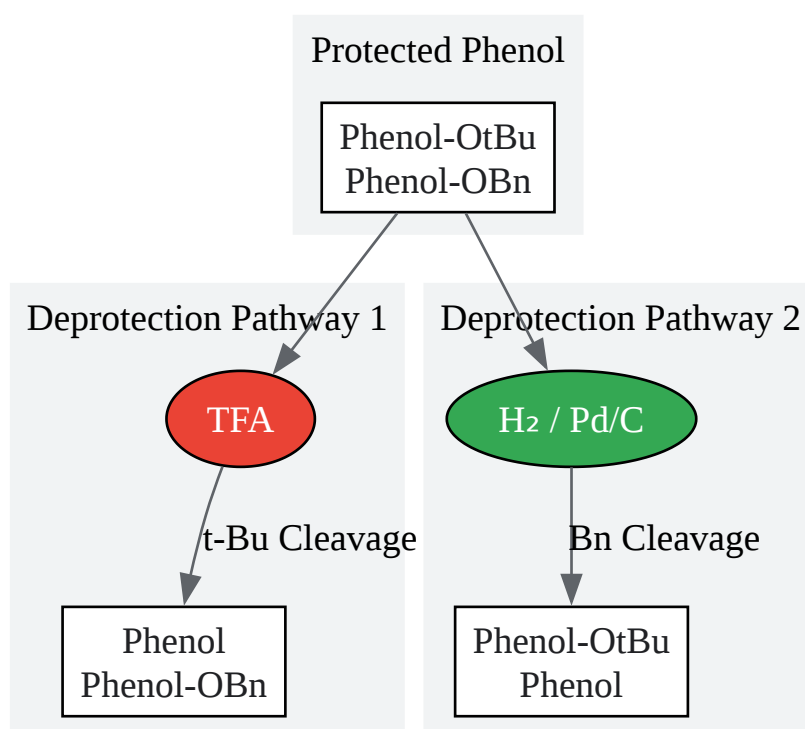 Protected Phenol
Phenol-OtBu
Phenol-OBn
Deprotection Pathway 1
TFA
t-Bu Cleavage
Phenol
Phenol-OBn
Deprotection Pathway 2
H₂ / Pd/C
Bn Cleavage
Phenol-OtBu
Phenol